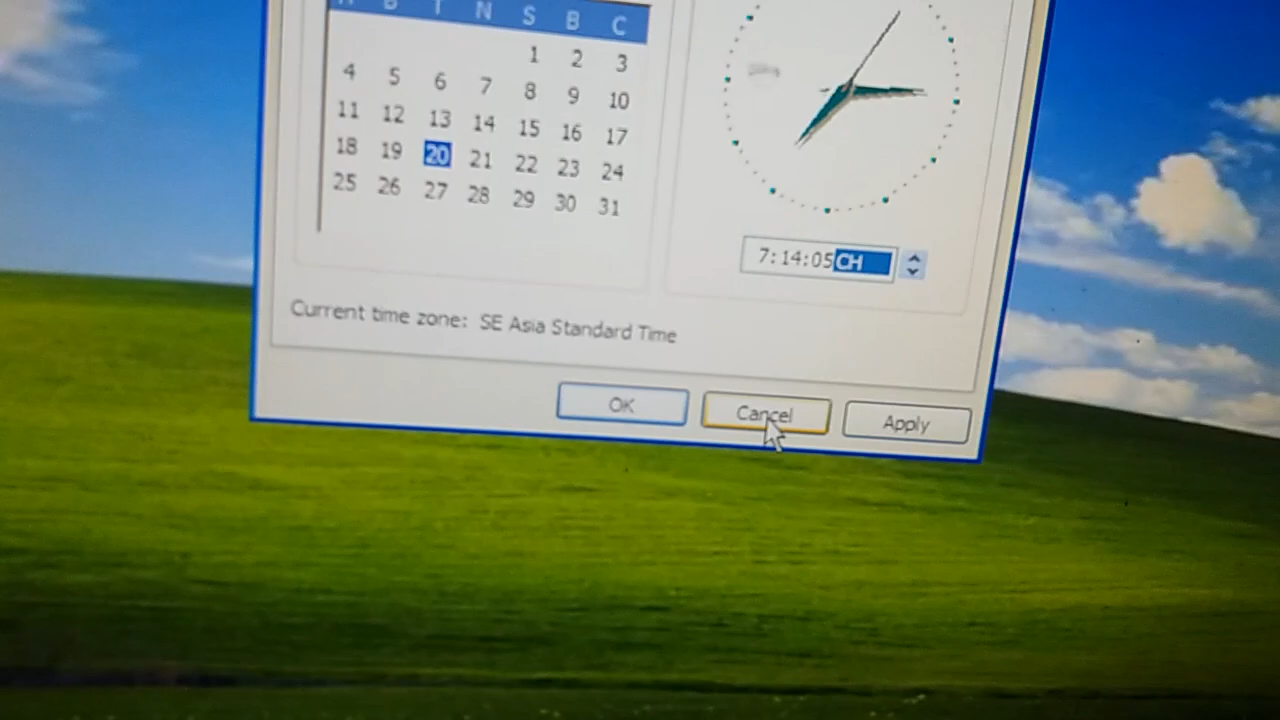 H B T N S B C
1 2 3
4 5 6 7 8 9 10
11 12 13 14 15 16 17
18 19 20 21 22 23 24
25 26 27 28 29 30 31
7:14:05 CH
Current time zone: SE Asia Standard Time
OK Cancel Apply